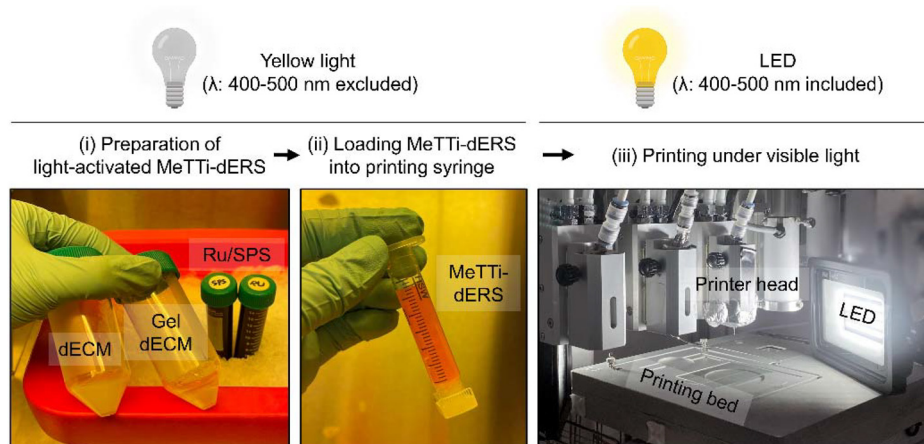 Yellow light
(λ: 400-500 nm excluded)
LED
(λ: 400-500 nm included)
(i) Preparation of
light-activated MeTTi-dERS
(ii) Loading MeTTi-dERS
into printing syringe
(iii) Printing under visible light
Ru/SPS
SPS
RU
dECM
Gel
dECM
MeTTi-
dERS
Printer head
LED
Printing bed